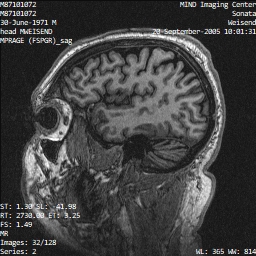 M87101072
M87101072
30-June-1971 M
head MWEISEND
MPRAGE (FSPGR)_sag
MIND Imaging Center
Sonata
Weisend
20 September-2005 10:01:31
ST: 1.30 SL: -41.98
RT: 2730.00 ET: 3.25
FS: 1.49
MR
Images: 32/128
Series: 2
WL: 365 WW: 814